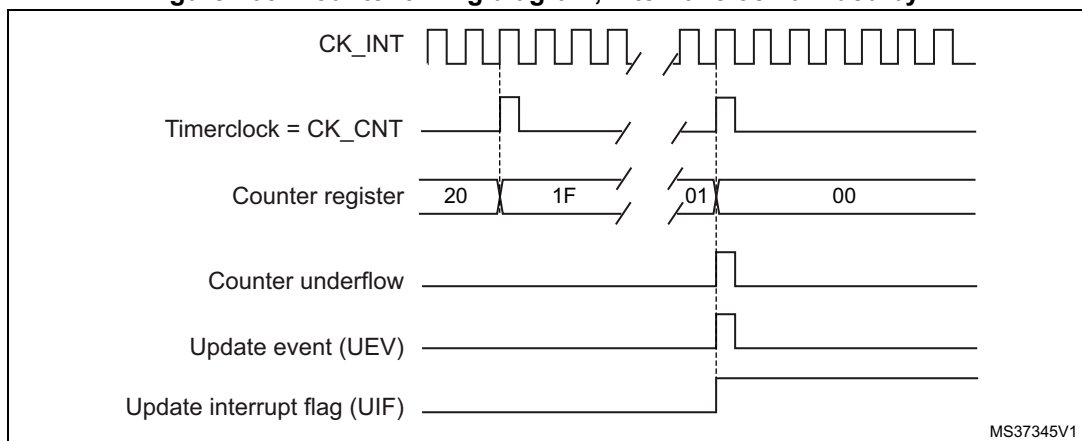 CK_INT
Timerclock = CK_CNT
Counter register 20 1F 01 00
Counter underflow
Update event (UEV)
Update interrupt flag (UIF)
MS37345V1